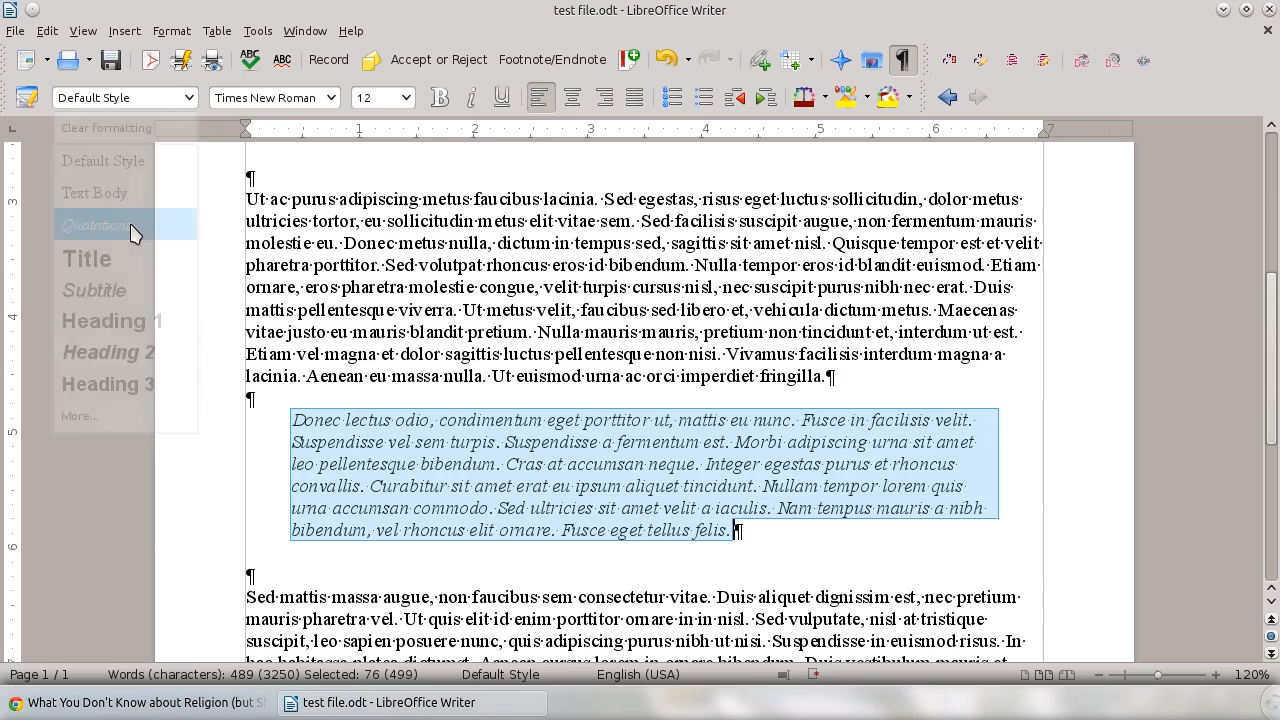 test file.odt - LibreOffice Writer
File Edit View Insert Format Table Tools Window Help
Record Accept or Reject Footnote/Endnote
Default Style Times New Roman 12
Clear formatting
Default Style
Text Body
Quotations
Title
Subtitle
Heading 1
Heading 2
Heading 3
More...
1 2 3 4 5 6 7
3
4
5
6
¶
Ut·ac·purus·adipiscing·metus·faucibus·lacinia.·Sed·egestas,·risus·eget·luctus·sollicitudin,·dolor·metus·
ultricies·tortor,·eu·sollicitudin·metus·elit·vitae·sem.·Sed·facilisis·suscipit·augue,·non·fermentum·mauris·
molestie·eu.·Donec·metus·nulla,·dictum·in·tempus·sed,·sagittis·sit·amet·nisl.·Quisque·tempor·est·et·velit·
pharetra·porttitor.·Sed·volutpat·rhoncus·eros·id·bibendum.·Nulla·tempor·eros·id·blandit·euismod.·Etiam·
ornare,·eros·pharetra·molestie·congue,·velit·turpis·cursus·nisl,·nec·suscipit·purus·nibh·nec·erat.·Duis·
mattis·pellentesque·viverra.·Ut·metus·velit,·faucibus·sed·libero·et,·vehicula·dictum·metus.·Maecenas·
vitae·justo·eu·mauris·blandit·pretium.·Nulla·mauris·mauris,·pretium·non·tincidunt·et,·interdum·ut·est.·
Etiam·vel·magna·et·dolor·sagittis·luctus·pellentesque·non·nisi.·Vivamus·facilisis·interdum·magna·a·
lacinia.·Aenean·eu·massa·nulla.·Ut·euismod·urna·ac·orci·imperdiet·fringilla.¶
¶
Donec·lectus·odio,·condimentum·eget·porttitor·ut,·mattis·eu·nunc.·Fusce·in·facilisis·velit.·
Suspendisse·vel·sem·turpis.·Suspendisse·a·fermentum·est.·Morbi·adipiscing·urna·sit·amet·
leo·pellentesque·bibendum.·Cras·at·accumsan·neque.·Integer·egestas·purus·et·rhoncus·
convallis.·Curabitur·sit·amet·erat·eu·ipsum·aliquet·tincidunt.·Nullam·tempor·lorem·quis·
urna·accumsan·commodo.·Sed·ultricies·sit·amet·velit·a·iaculis.·Nam·tempus·mauris·a·nibh·
bibendum,·vel·rhoncus·elit·ornare.·Fusce·eget·tellus·felis.¶
¶
Sed·mattis·massa·augue,·non·faucibus·sem·consectetur·vitae.·Duis·aliquet·dignissim·est,·nec·pretium·
mauris·pharetra·vel.·Ut·quis·elit·id·enim·porttitor·ornare·in·in·nisl.·Sed·vulputate,·nisl·at·tristique·
suscipit,·leo·sapien·posuere·nunc,·quis·adipiscing·purus·nibh·ut·nisi.·Suspendisse·in·euismod·risus.·In·
Page 1 / 1 Words (characters): 489 (3250) Selected: 76 (499) Default Style English (USA) 120%
What You Don't Know about Religion (but S test file.odt - LibreOffice Writer